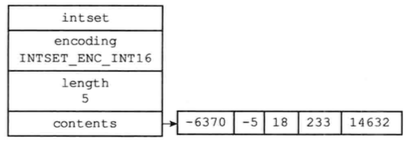 intset
encoding
INTSET_ENC_INT16
length
5
contents
-6370 -5 18 233 14632